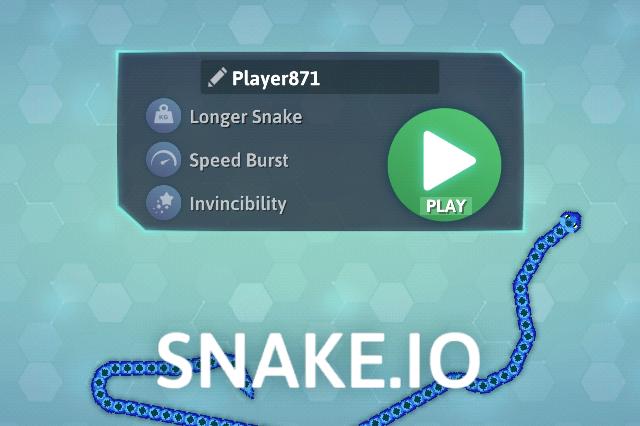 Player871
KG
Longer Snake
Speed Burst
Invincibility
PLAY
SNAKE.IO